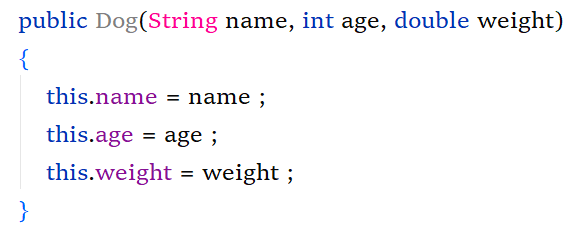 public Dog(String name, int age, double weight)
{
this.name = name ;
this.age = age ;
this.weight = weight ;
}